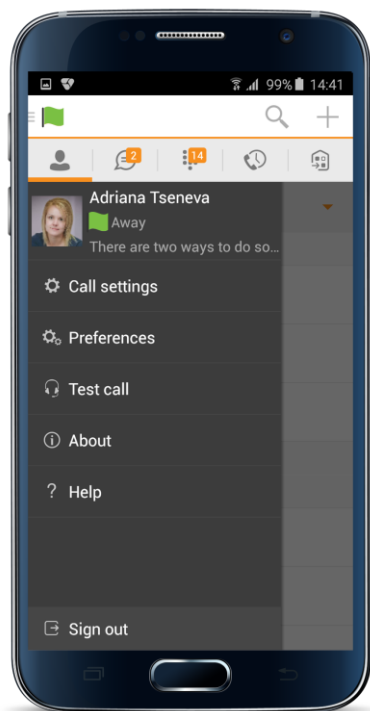 99% 14:41
2
14
Adriana Tseneva
Away
There are two ways to do so...
Call settings
Preferences
Test call
About
Help
Sign out